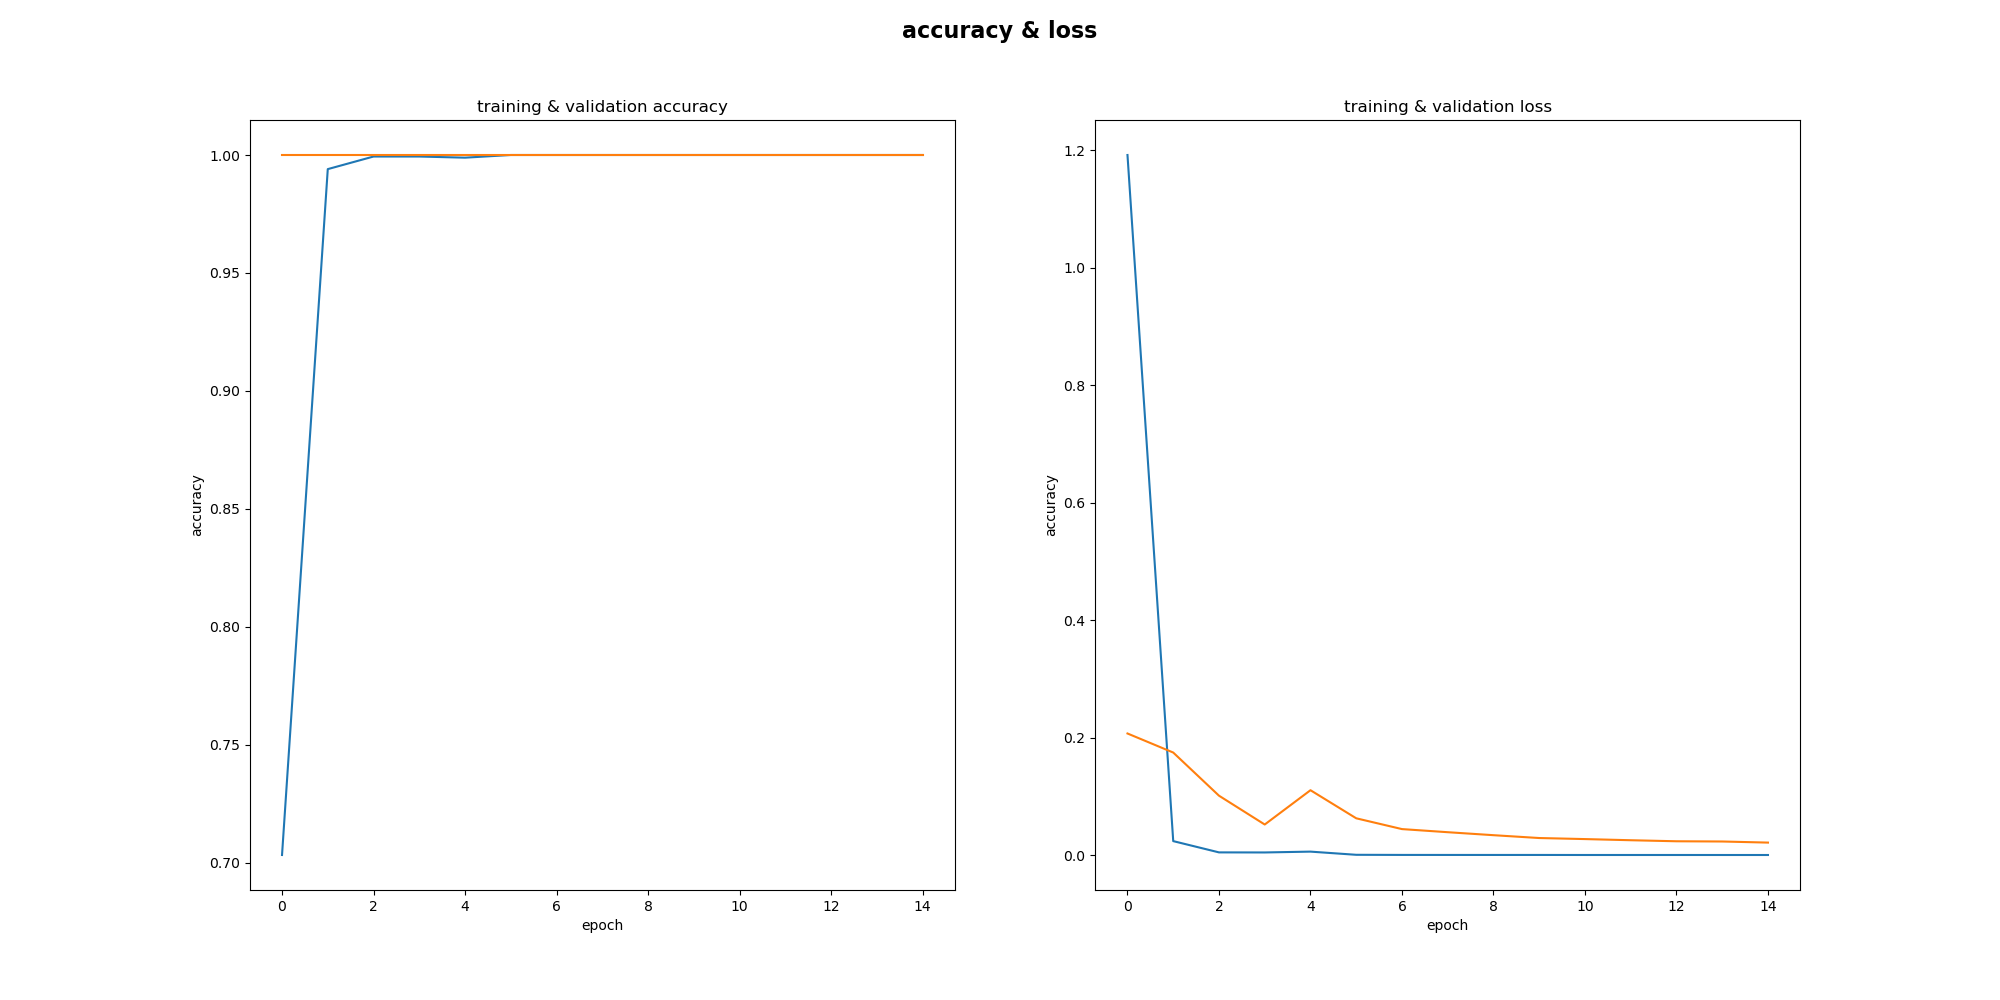 accuracy & loss
training & validation accuracy
1.00
0.95
0.90
0.85
0.80
0.75
0.70
accuracy
0 2 4 6 8 10 12 14
epoch
training & validation loss
1.2
1.0
0.8
0.6
0.4
0.2
0.0
accuracy
0 2 4 6 8 10 12 14
epoch